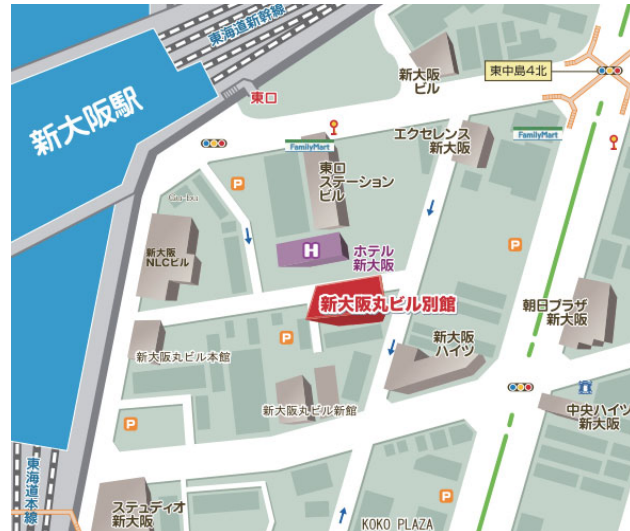 東海道新幹線
新大阪駅
東口
新大阪
ビル
東中島4北
FamilyMart
東口
ステーション
ビル
エクセレンス
新大阪
FamilyMart
P
P
新大阪
NLCビル
H
ホテル
新大阪
新大阪丸ビル別館
朝日プラザ
新大阪
新大阪丸ビル本館
P
新大阪
ハイツ
新大阪丸ビル新館
中央ハイツ
新大阪
P
東海道本線
ステュディオ
新大阪
P
KOKO PLAZA